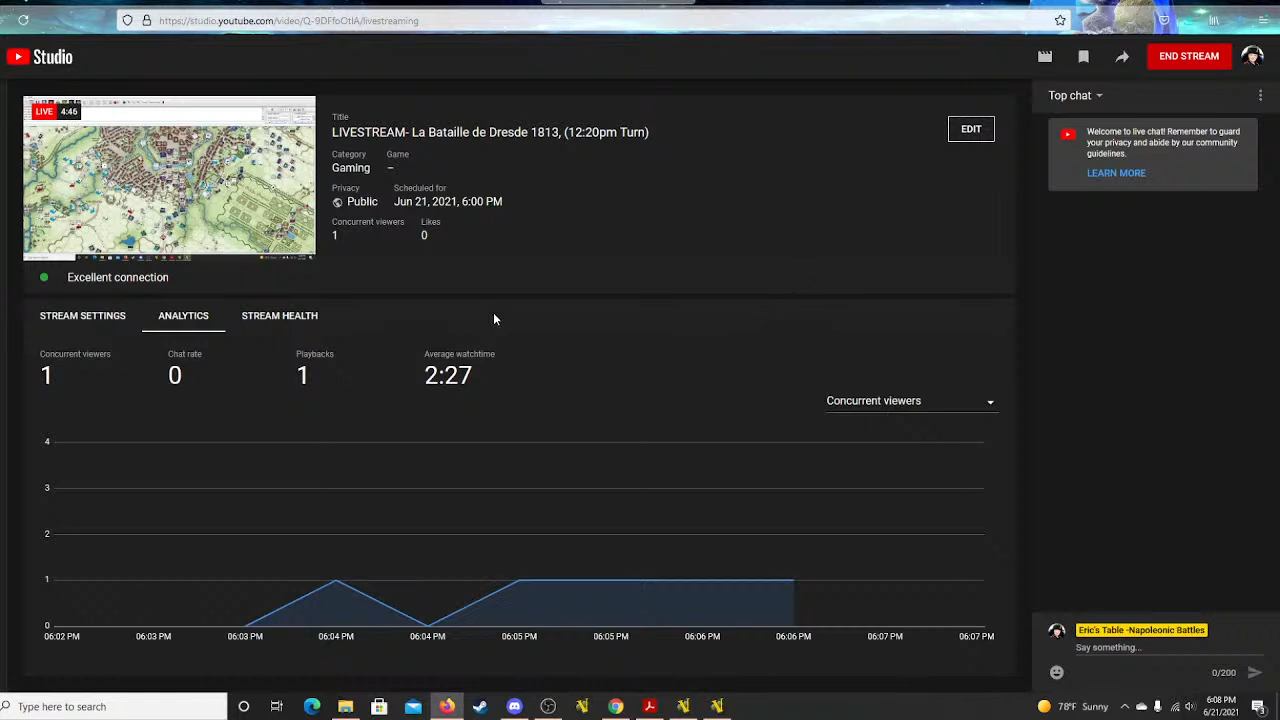 https://studio.youtube.com/video/Q-9DFfoOtIA/livestreaming
Studio
END STREAM
LIVE 4:46
Title
LIVESTREAM- La Bataille de Dresde 1813, (12:20pm Turn)
EDIT
Category Game
Gaming –
Privacy Scheduled for
Public Jun 21, 2021, 6:00 PM
Concurrent viewers Likes
1 0
Excellent connection
STREAM SETTINGS ANALYTICS STREAM HEALTH
Concurrent viewers Chat rate Playbacks Average watchtime
1 0 1 2:27
Concurrent viewers
4
3
2
1
0
06:02 PM 06:03 PM 06:03 PM 06:04 PM 06:04 PM 06:05 PM 06:05 PM 06:06 PM 06:06 PM 06:07 PM 06:07 PM
Top chat
Welcome to live chat! Remember to guard
your privacy and abide by our community
guidelines.
LEARN MORE
Eric's Table -Napoleonic Battles
Say something...
0/200
Type here to search
78°F Sunny
6:08 PM
6/21/2021